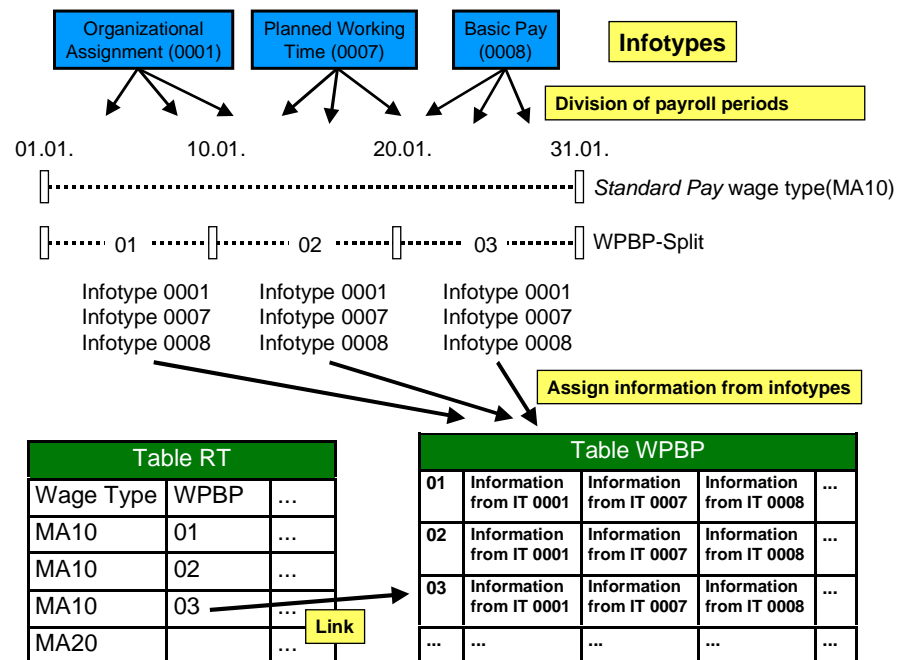 Organizational
Assignment (0001)
Planned Working
Time (0007)
Basic Pay
(0008)
Infotypes
Division of payroll periods
01.01. 10.01. 20.01. 31.01.
Standard Pay wage type(MA10)
01 02 03 WPBP-Split
Infotype 0001 Infotype 0001 Infotype 0001
Infotype 0007 Infotype 0007 Infotype 0007
Infotype 0008 Infotype 0008 Infotype 0008
Assign information from infotypes
Table RT
Wage Type WPBP ...
MA10 01 ...
MA10 02 ...
MA10 03 ...
MA20 ...
Link
Table WPBP
01 Information Information Information ...
from IT 0001 from IT 0007 from IT 0008
02 Information Information Information ...
from IT 0001 from IT 0007 from IT 0008
03 Information Information Information ...
from IT 0001 from IT 0007 from IT 0008
... ... ... ... ...